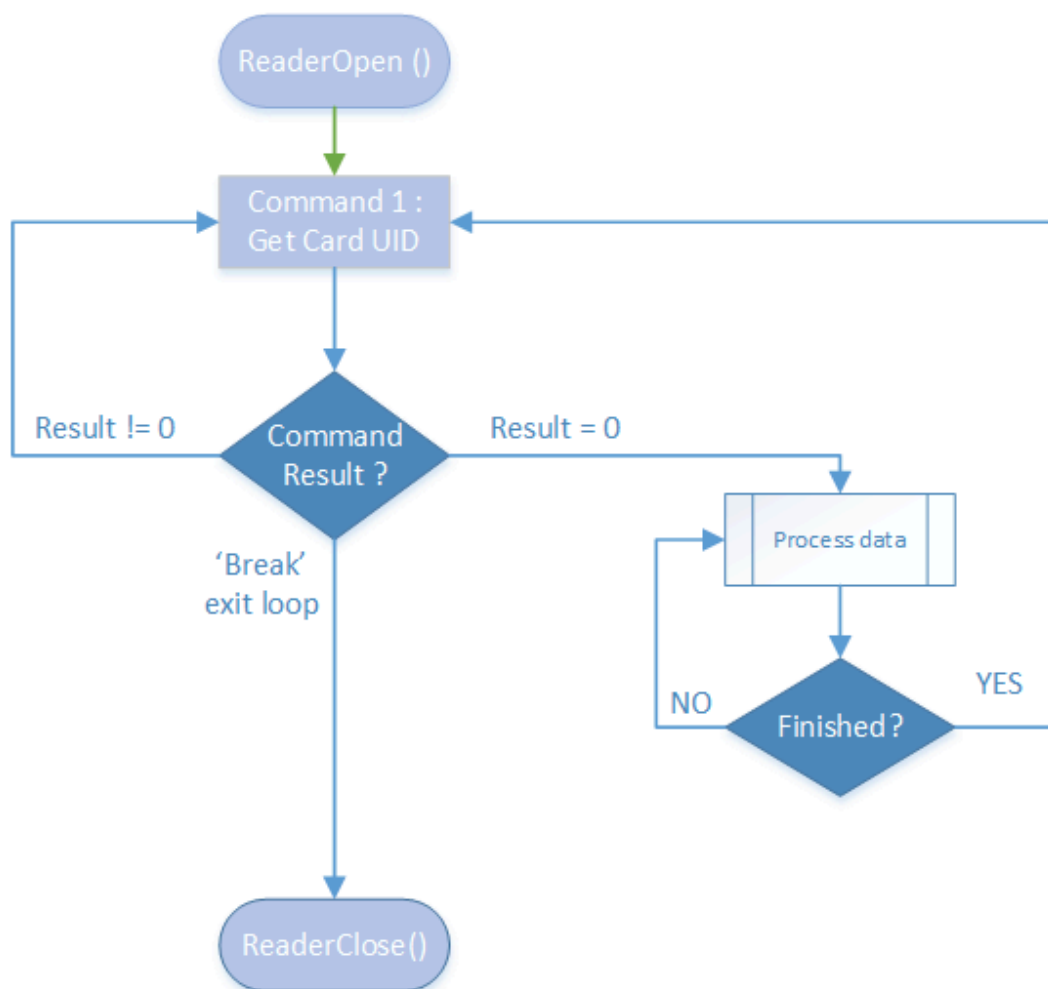 ReaderOpen ()
Command 1 :
Get Card UID
Result != 0
Command
Result ?
Result = 0
‘Break’
exit loop
Process data
NO
Finished?
YES
ReaderClose()